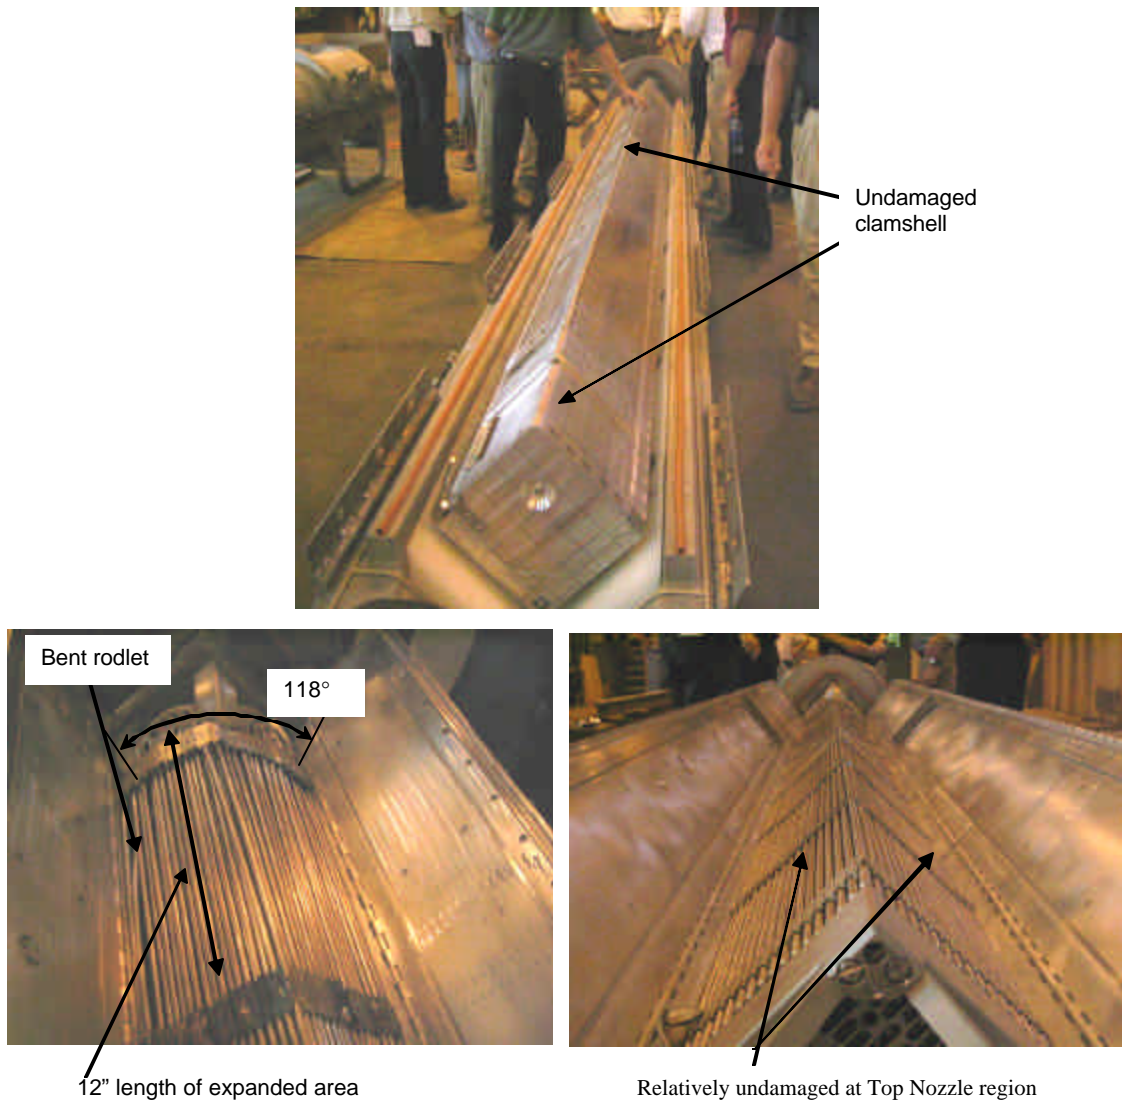 Undamaged
clamshell
Bent rodlet
118°
12” length of expanded area
Relatively undamaged at Top Nozzle region